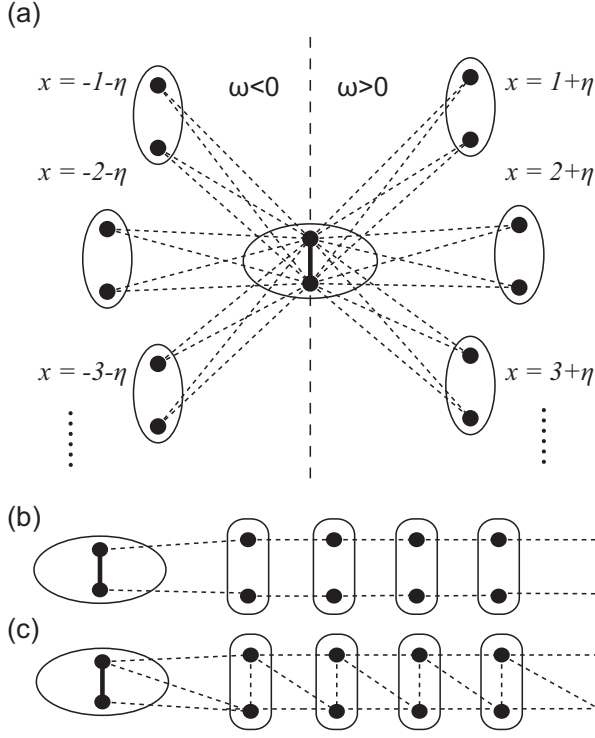 (a)
x = -1-η
ω<0
ω>0
x = 1+η
x = -2-η
x = 2+η
x = -3-η
x = 3+η
(b)
(c)